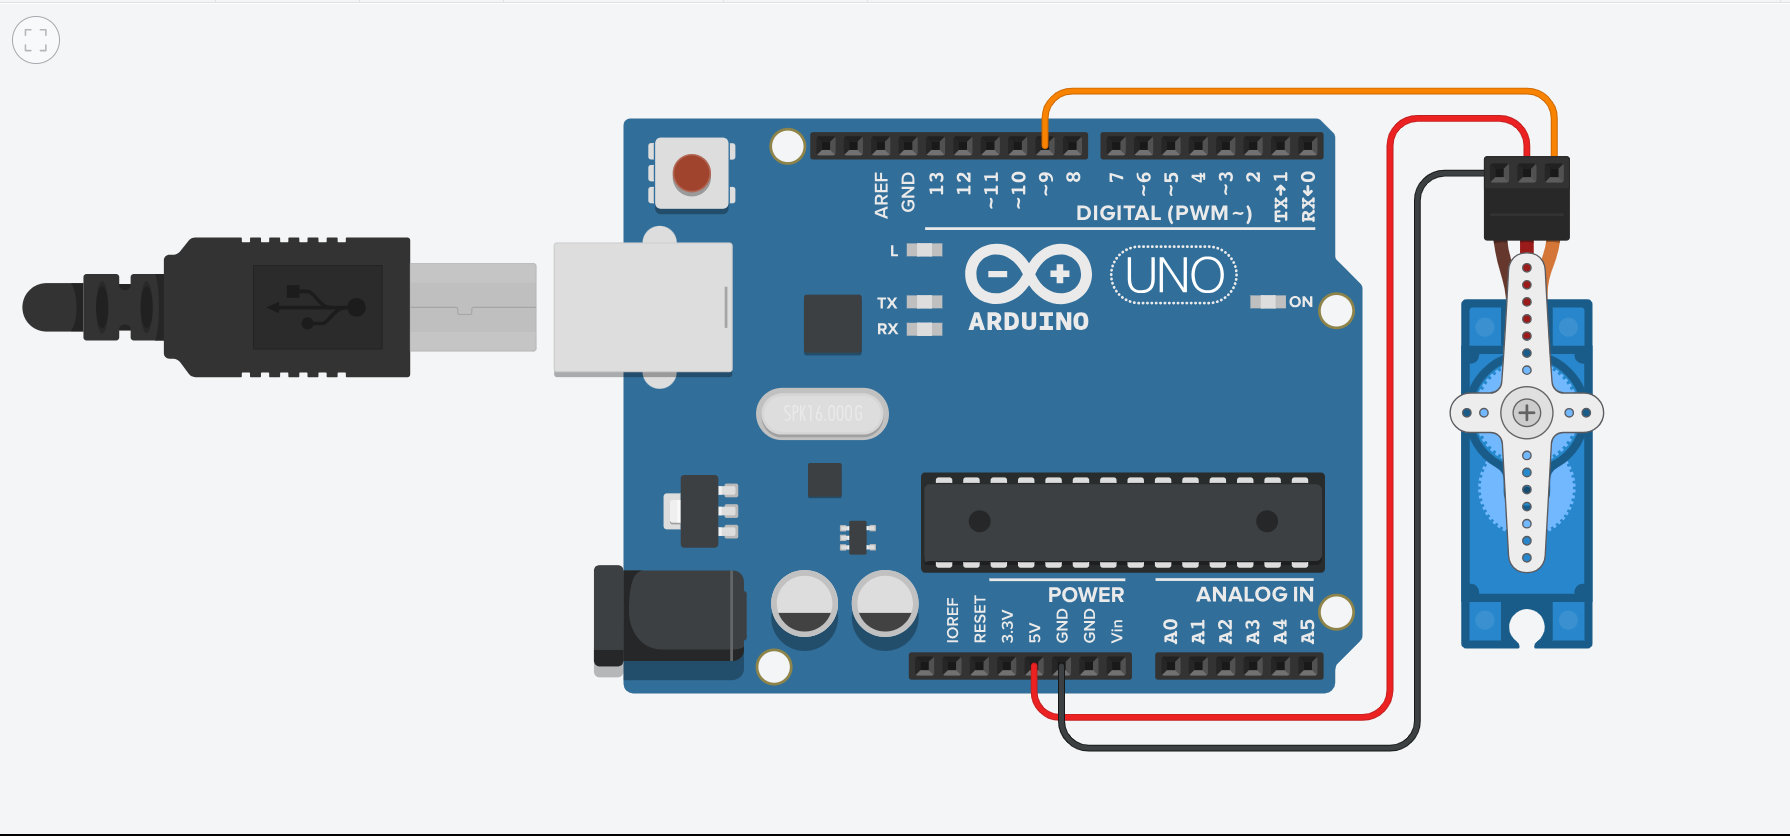 AREF
GND
13
12
~11
~10
~9
8
7
~6
~5
4
~3
2
TX→1
RX←0
DIGITAL (PWM~)
L
TX
RX
UNO
ON
ARDUINO
SPK16.000G
POWER
ANALOG IN
IOREF
RESET
3.3V
5V
GND
GND
Vin
A0
A1
A2
A3
A4
A5